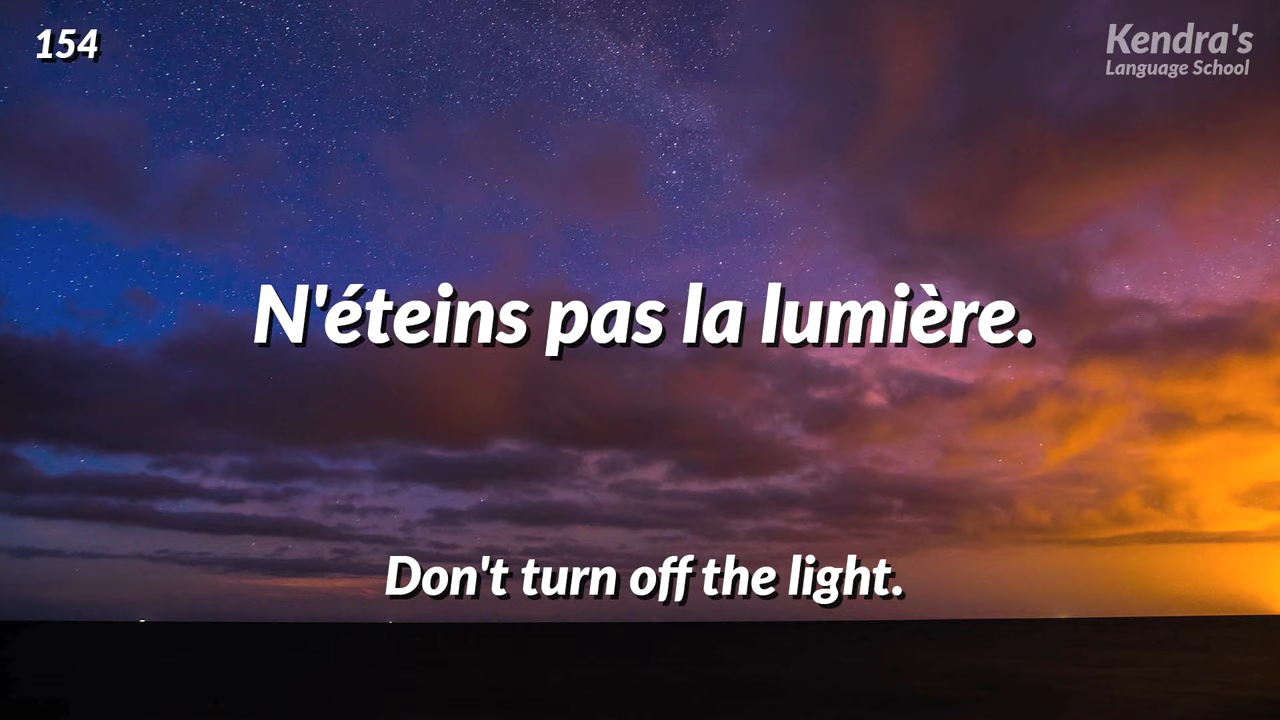 154
Kendra's
Language School
N'éteins pas la lumière.
Don't turn off the light.